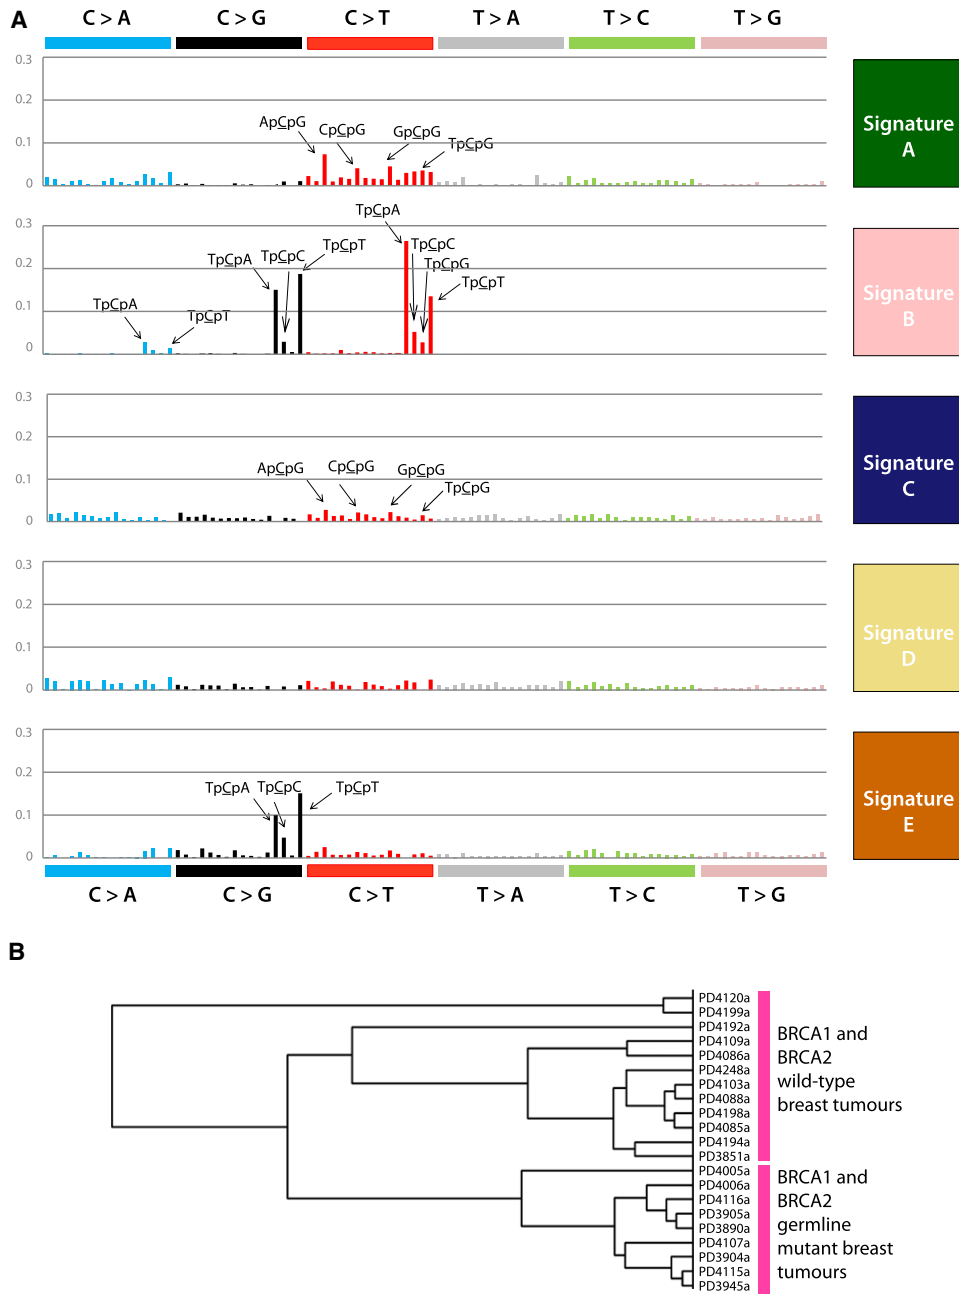 A
C > A C > G C > T T > A T > C T > G
0.3
0.2
0.1
0
ApCpG
CpCpG
GpCpG
TpCpG
Signature
A
0.3
0.2
0.1
0
TpCpA
TpCpT
TpCpA
TpCpC
TpCpT
TpCpA
TpCpC
TpCpG
TpCpT
Signature
B
0.3
0.2
0.1
0
ApCpG
CpCpG
GpCpG
TpCpG
Signature
C
0.3
0.2
0.1
0
Signature
D
0.3
0.2
0.1
0
TpCpA
TpCpC
TpCpT
Signature
E
C > A C > G C > T T > A T > C T > G
B
PD4120a
PD4199a
PD4192a
PD4109a
PD4086a
PD4248a
PD4103a
PD4088a
PD4198a
PD4085a
PD4194a
PD3851a
PD4005a
PD4006a
PD4116a
PD3905a
PD3890a
PD4107a
PD3904a
PD4115a
PD3945a
BRCA1 and
BRCA2
wild-type
breast tumours
BRCA1 and
BRCA2
germline
mutant breast
tumours